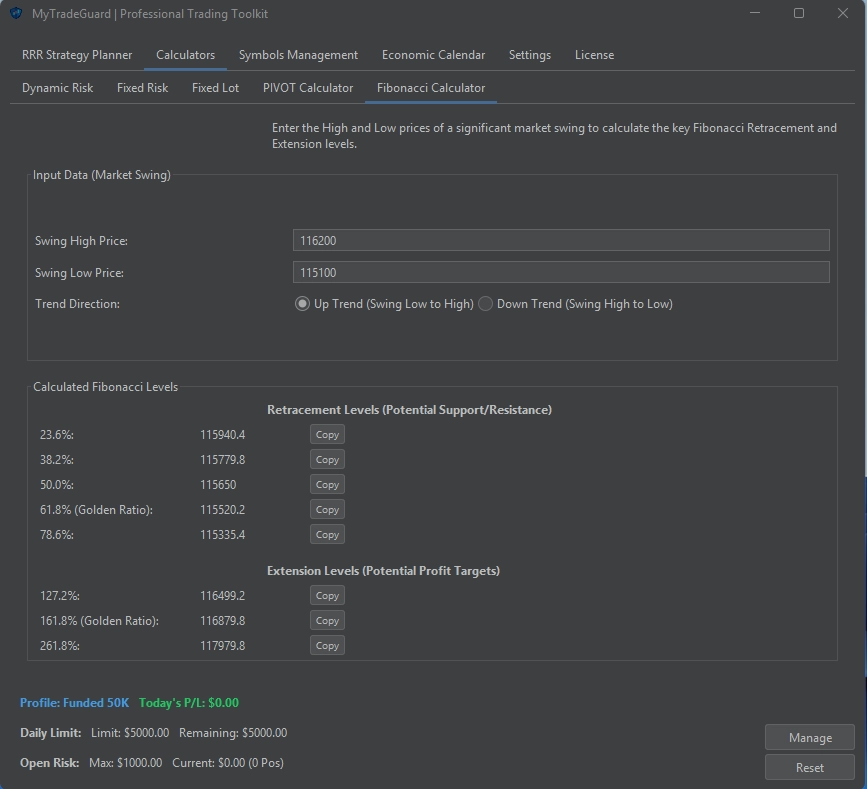 MyTradeGuard | Professional Trading Toolkit
RRR Strategy Planner Calculators Symbols Management Economic Calendar Settings License
Dynamic Risk Fixed Risk Fixed Lot PIVOT Calculator Fibonacci Calculator
Enter the High and Low prices of a significant market swing to calculate the key Fibonacci Retracement and
Extension levels.
Input Data (Market Swing)
Swing High Price: 116200
Swing Low Price: 115100
Trend Direction: Up Trend (Swing Low to High) Down Trend (Swing High to Low)
Calculated Fibonacci Levels
Retracement Levels (Potential Support/Resistance)
23.6%: 115940.4 Copy
38.2%: 115779.8 Copy
50.0%: 115650 Copy
61.8% (Golden Ratio): 115520.2 Copy
78.6%: 115335.4 Copy
Extension Levels (Potential Profit Targets)
127.2%: 116499.2 Copy
161.8% (Golden Ratio): 116879.8 Copy
261.8%: 117979.8 Copy
Profile: Funded 50K Today's P/L: $0.00
Daily Limit: Limit: $5000.00 Remaining: $5000.00
Manage
Open Risk: Max: $1000.00 Current: $0.00 (0 Pos)
Reset